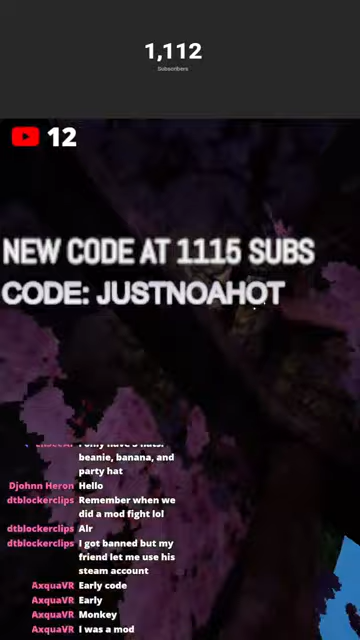 1,112
Subscribers
12
NEW CODE AT 1115 SUBS
CODE: JUSTNOAHOT
beanie, banana, and
party hat
Djohnn Heron Hello
dtblockerclips Remember when we
did a mod fight lol
dtblockerclips Alr
dtblockerclips I got banned but my
friend let me use his
steam account
AxquaVR Early code
AxquaVR Early
AxquaVR Monkey
AxquaVR I was a mod